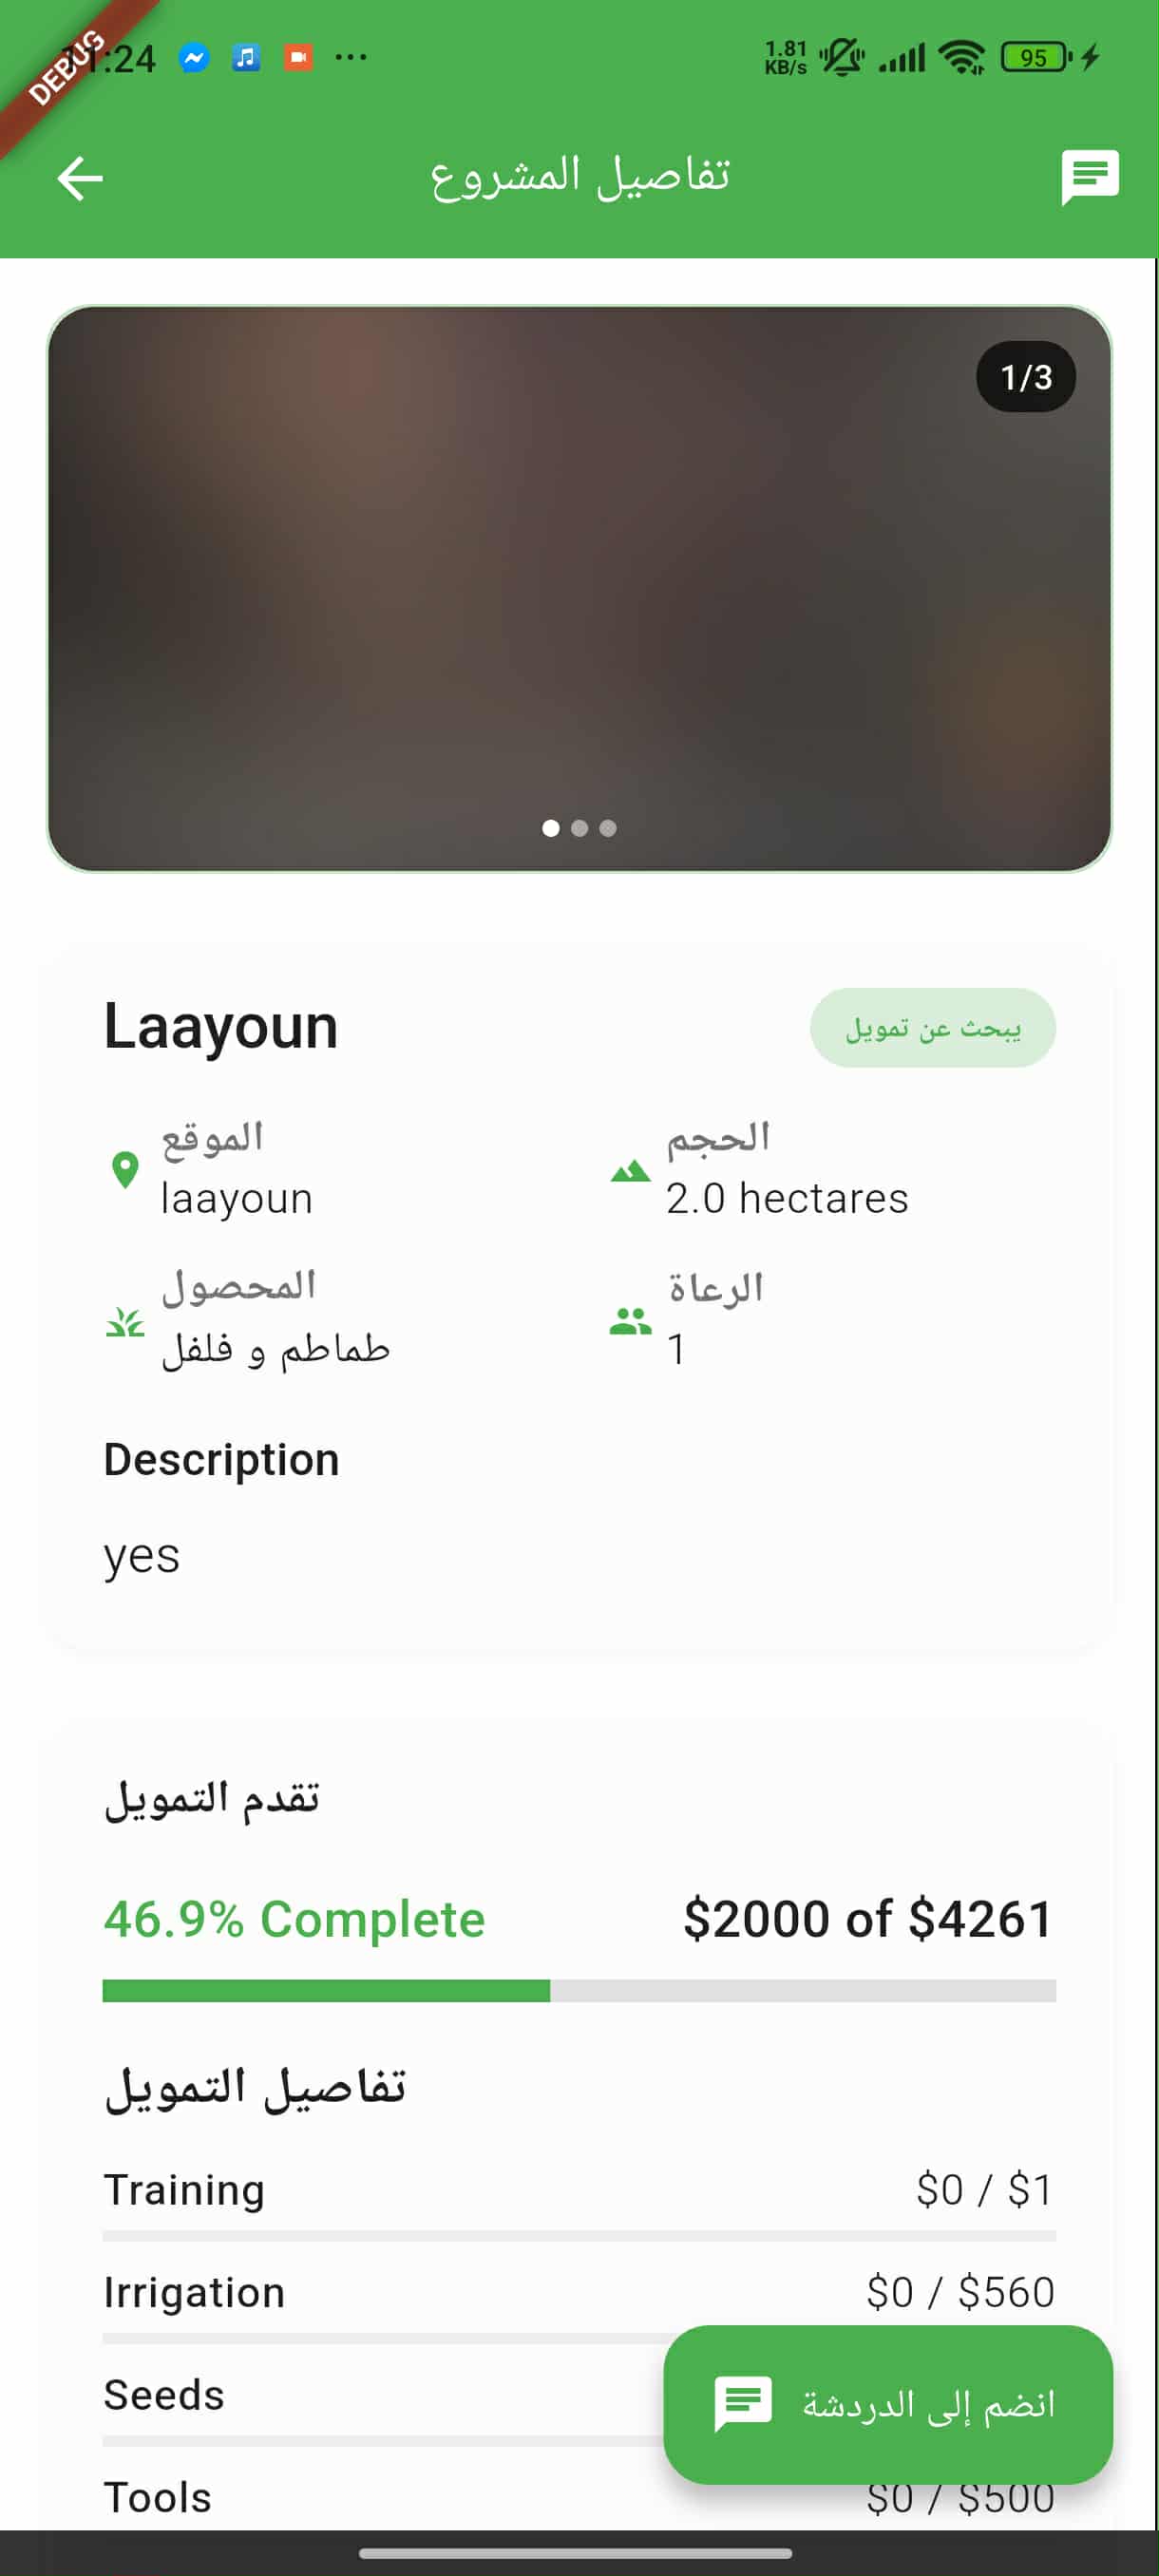 11:24 ... 1.81 KB/s 95
DEBUG
تفاصيل المشروع
1/3
Laayoun
يبحث عن تمويل
الموقع
laayoun
الحجم
2.0 hectares
المحصول
طماطم و فلفل
الرعاة
1
Description
yes
تقدم التمويل
46.9% Complete $2000 of $4261
تفاصيل التمويل
Training $0 / $1
Irrigation $0 / $560
Seeds
انضم إلى الدردشة
Tools $0 / $500